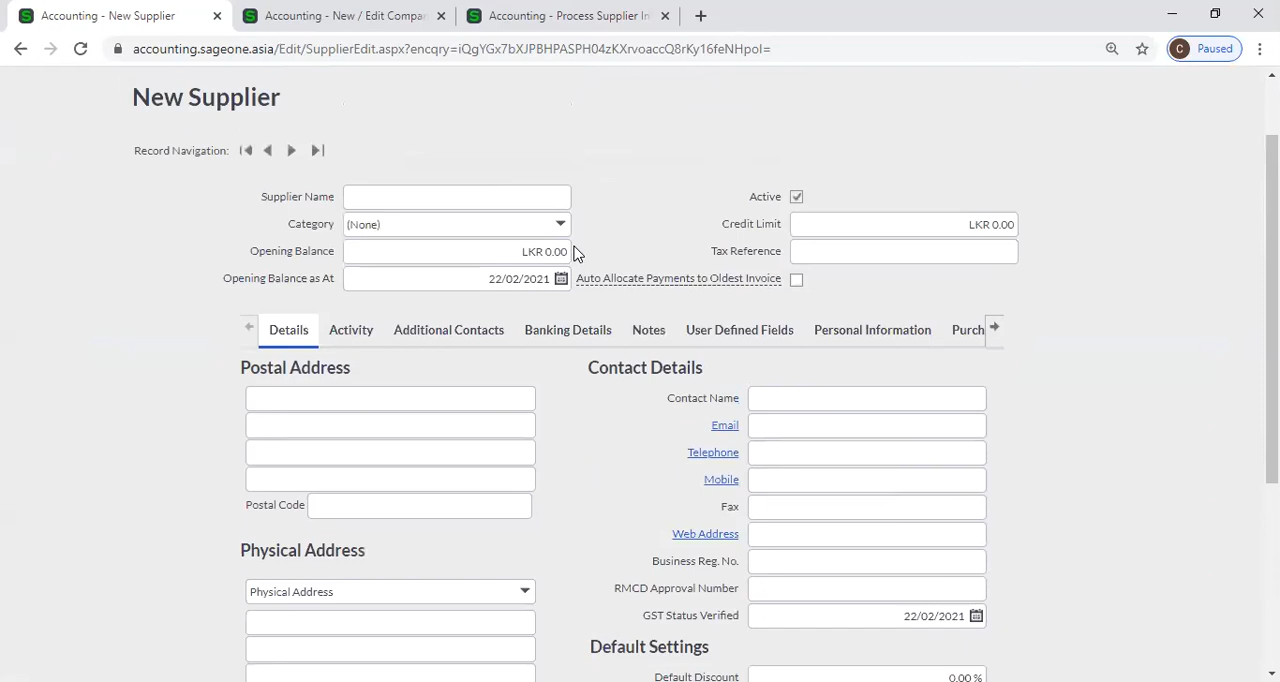 Accounting - New Supplier
Accounting - New / Edit Compa
Accounting - Process Supplier In
accounting.sageone.asia/Edit/SupplierEdit.aspx?encqry=iQgYGx7bXJPBHPASPH04zKXrvoaccQ8rKy16feNHpoI=
C Paused
New Supplier
Record Navigation:
Supplier Name
Active
Category (None)
Credit Limit LKR 0.00
Opening Balance LKR 0.00
Tax Reference
Opening Balance as At 22/02/2021
Auto Allocate Payments to Oldest Invoice
Details Activity Additional Contacts Banking Details Notes User Defined Fields Personal Information Purch
Postal Address
Contact Details
Contact Name
Email
Telephone
Mobile
Postal Code
Fax
Web Address
Physical Address
Business Reg. No.
Physical Address
RMCD Approval Number
GST Status Verified 22/02/2021
Default Settings
Default Discount 0.00 %